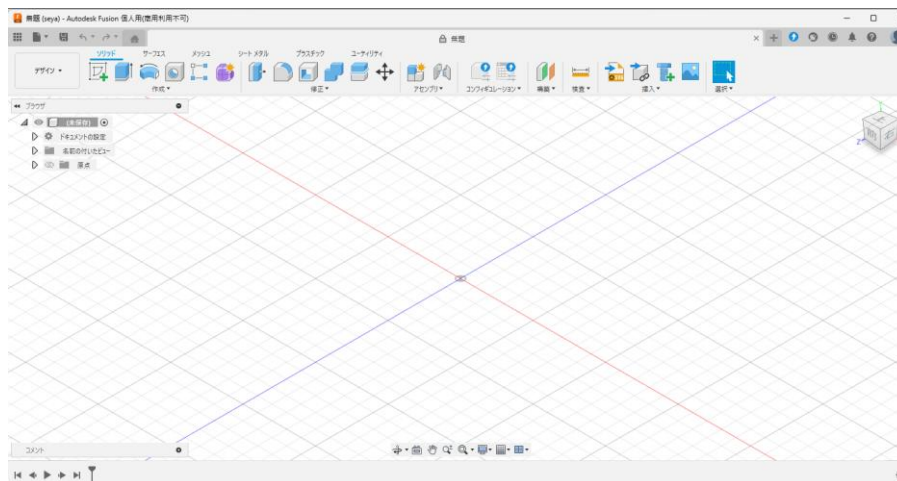 無題 (seya) - Autodesk Fusion 個人用(商用利用不可)
無題
ソリッド サーフェス メッシュ シート メタル プラスチック ユーティリティ
デザイン
作成 修正 アセンブリ コンフィギュレーション 構築 検査 挿入 選択
ブラウザ
(未保存)
ドキュメントの設定
名前の付いたビュー
原点
コメント